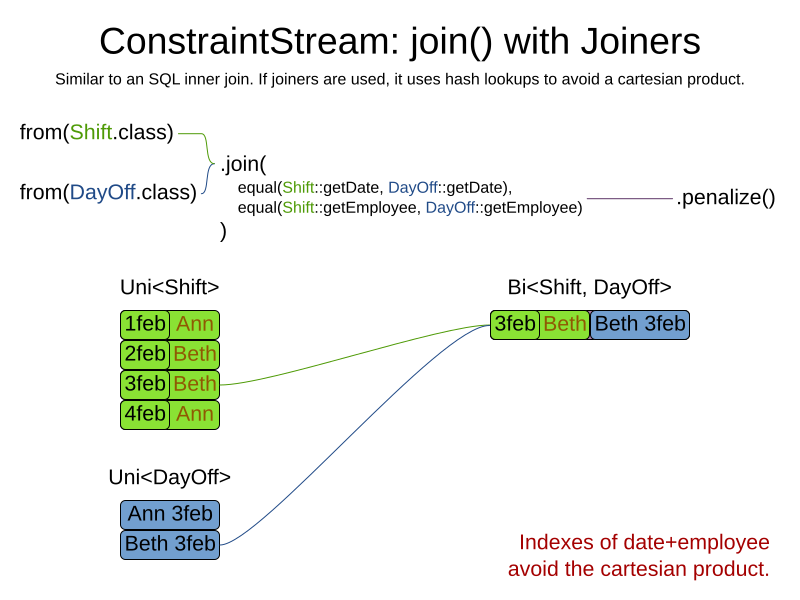 ConstraintStream: join() with Joiners
Similar to an SQL inner join. If joiners are used, it uses hash lookups to avoid a cartesian product.
from(Shift.class)
from(DayOff.class)
.join(
equal(Shift::getDate, DayOff::getDate),
equal(Shift::getEmployee, DayOff::getEmployee)
)
.penalize()
Uni<Shift>
1feb Ann
2feb Beth
3feb Beth
4feb Ann
Uni<DayOff>
Ann 3feb
Beth 3feb
Bi<Shift, DayOff>
3feb Beth Beth 3feb
Indexes of date+employee
avoid the cartesian product.